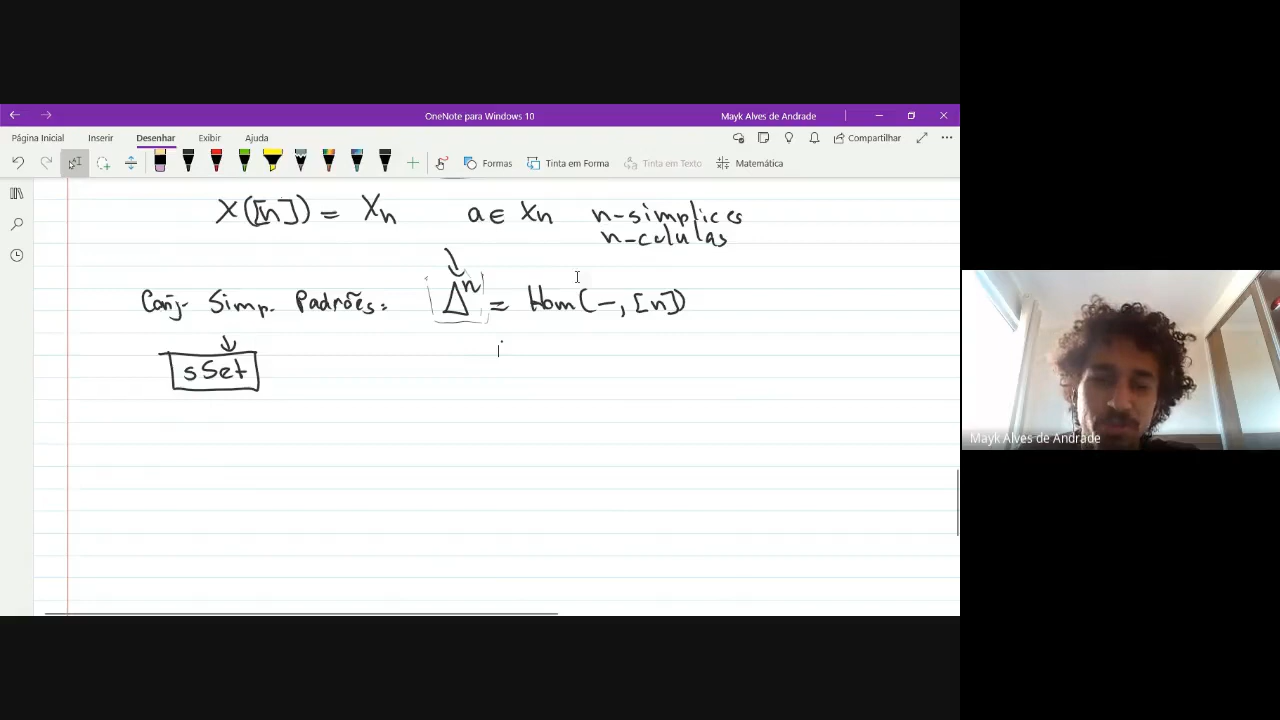 OneNote para Windows 10
Mayk Alves de Andrade
Página Inicial Inserir Desenhar Exibir Ajuda
Compartilhar
Formas Tinta em Forma Tinta em Texto Matemática
X([n]) = Xn a ∈ Xn n-simplices
n-celulas
Conj. Simp. Padrões: Δ^n = Hom(-, [n])
sSet
Mayk Alves de Andrade